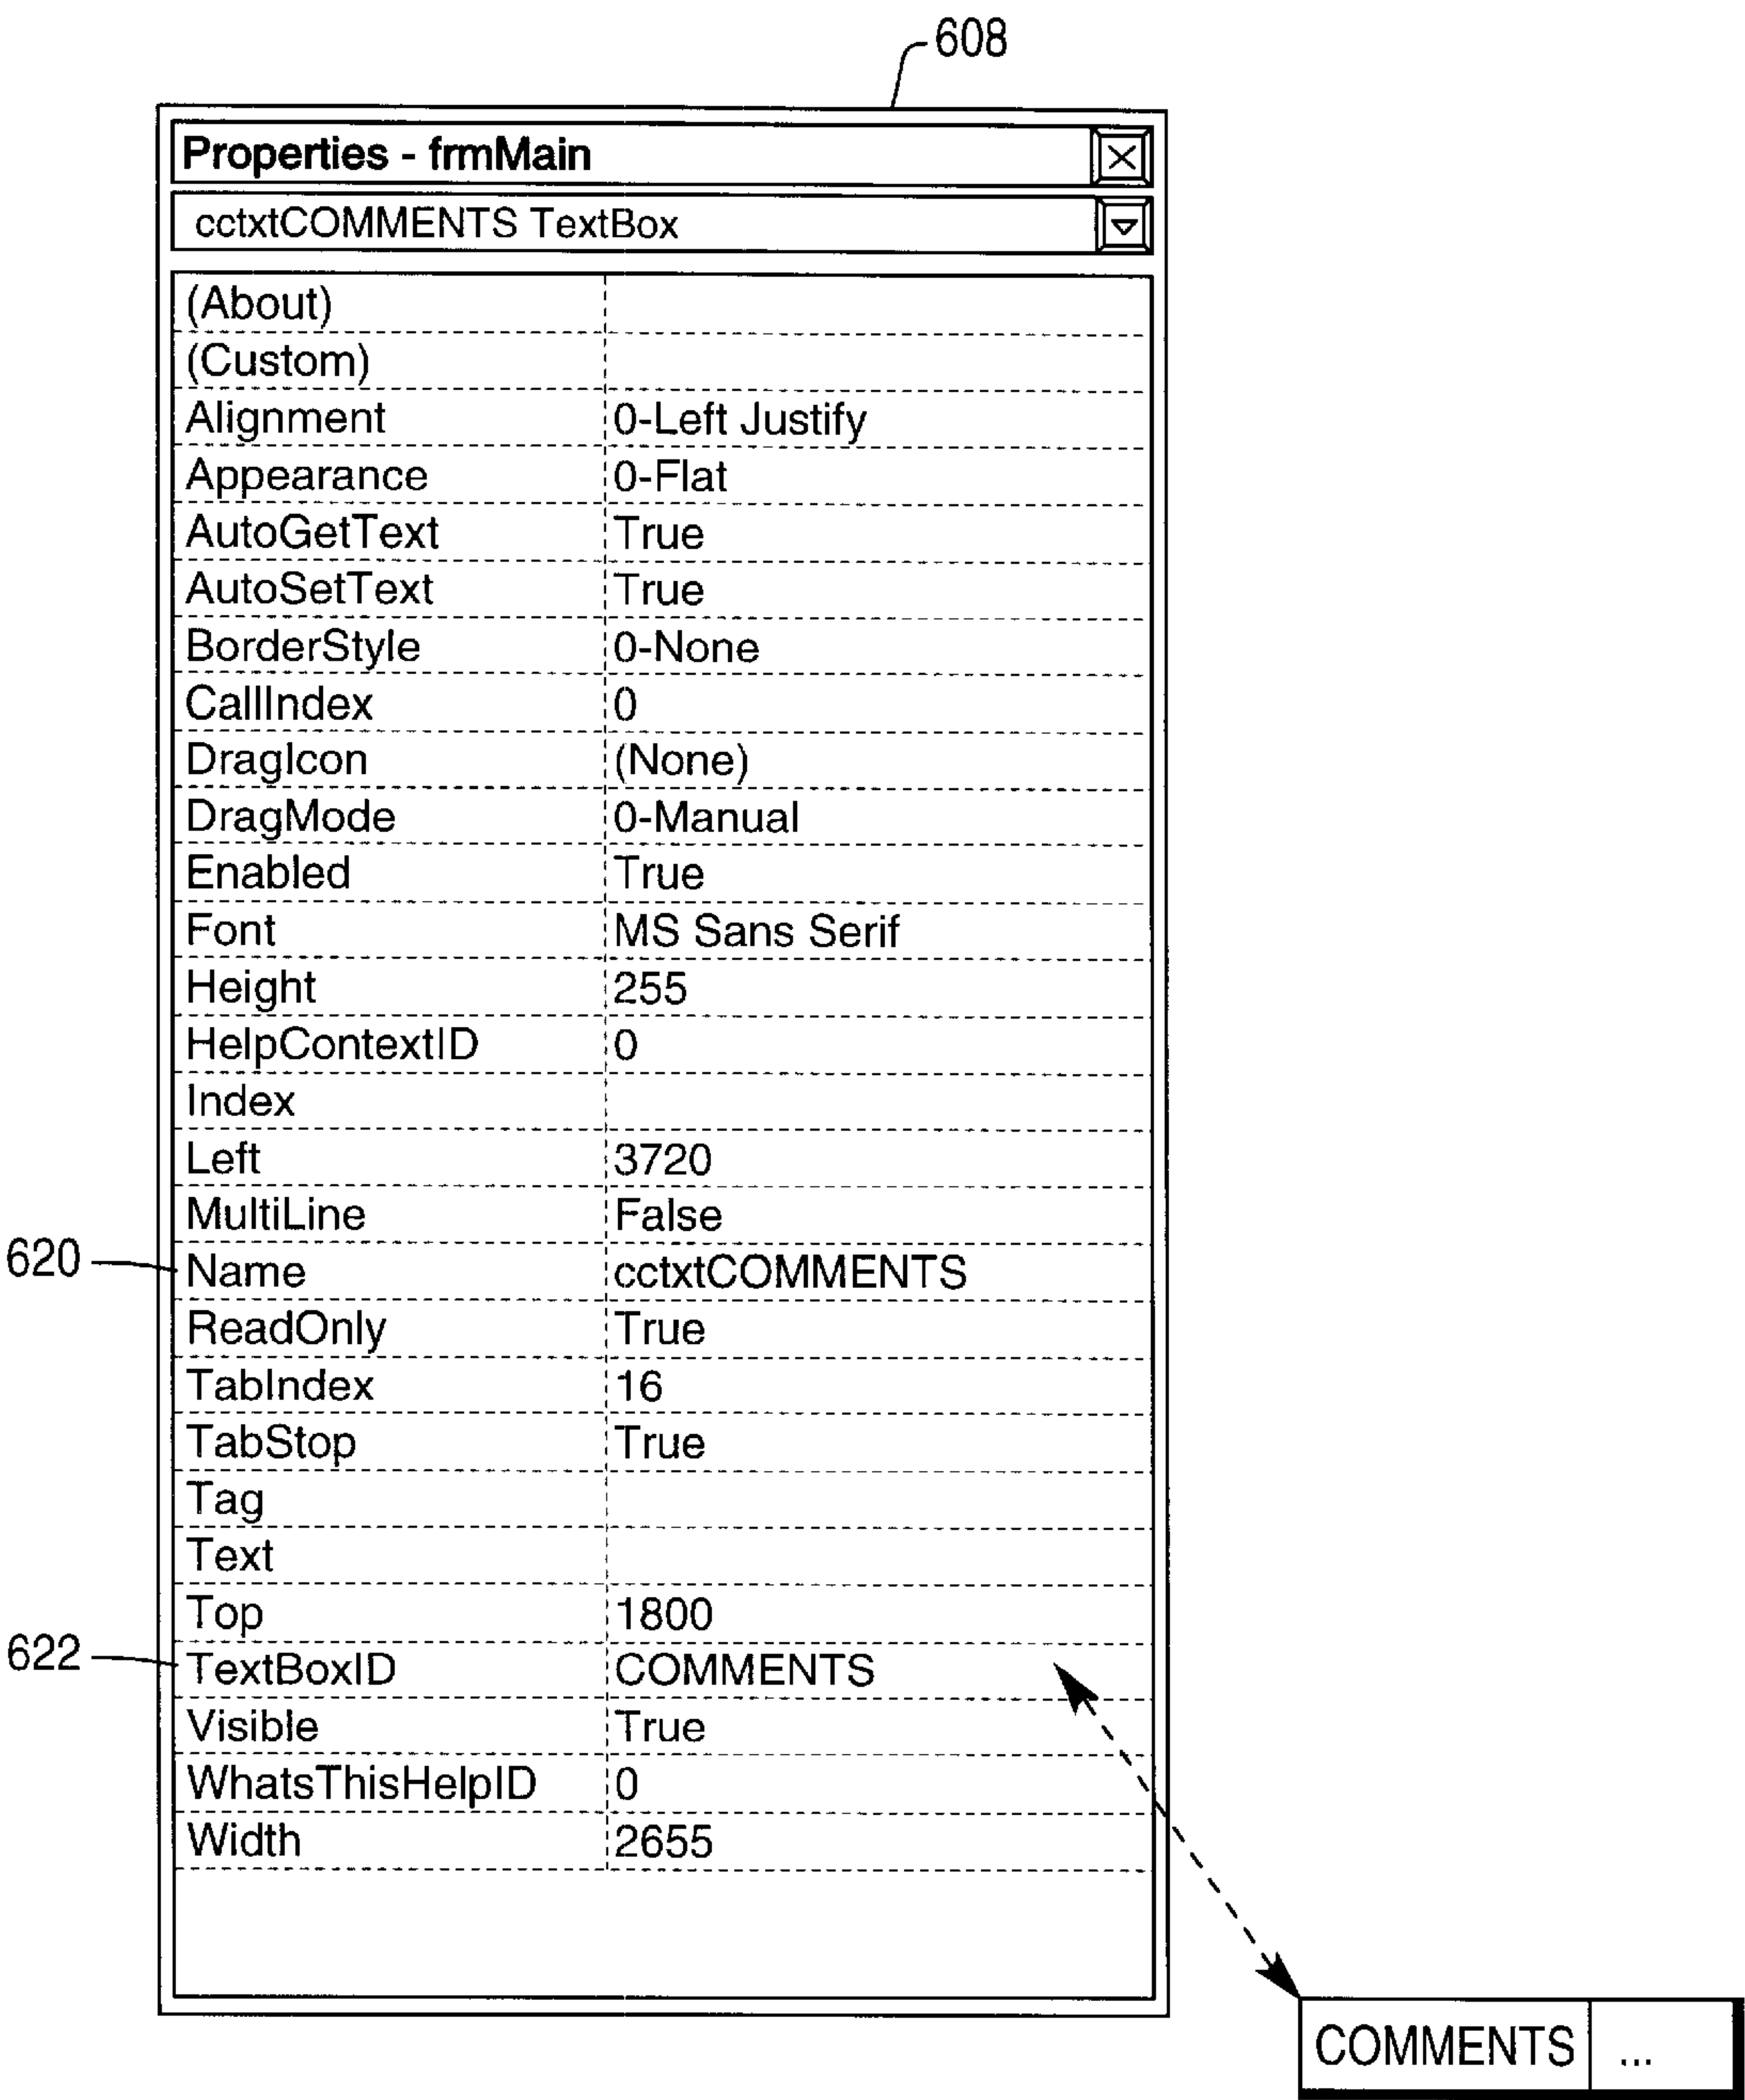 608
Properties - frmMain
cctxtCOMMENTS TextBox
(About)
(Custom)
Alignment 0-Left Justify
Appearance 0-Flat
AutoGetText True
AutoSetText True
BorderStyle 0-None
CallIndex 0
DragIcon (None)
DragMode 0-Manual
Enabled True
Font MS Sans Serif
Height 255
HelpContextID 0
Index
Left 3720
MultiLine False
620 Name cctxtCOMMENTS
ReadOnly True
TabIndex 16
TabStop True
Tag
Text
Top 1800
622 TextBoxID COMMENTS
Visible True
WhatsThisHelpID 0
Width 2655
COMMENTS ...